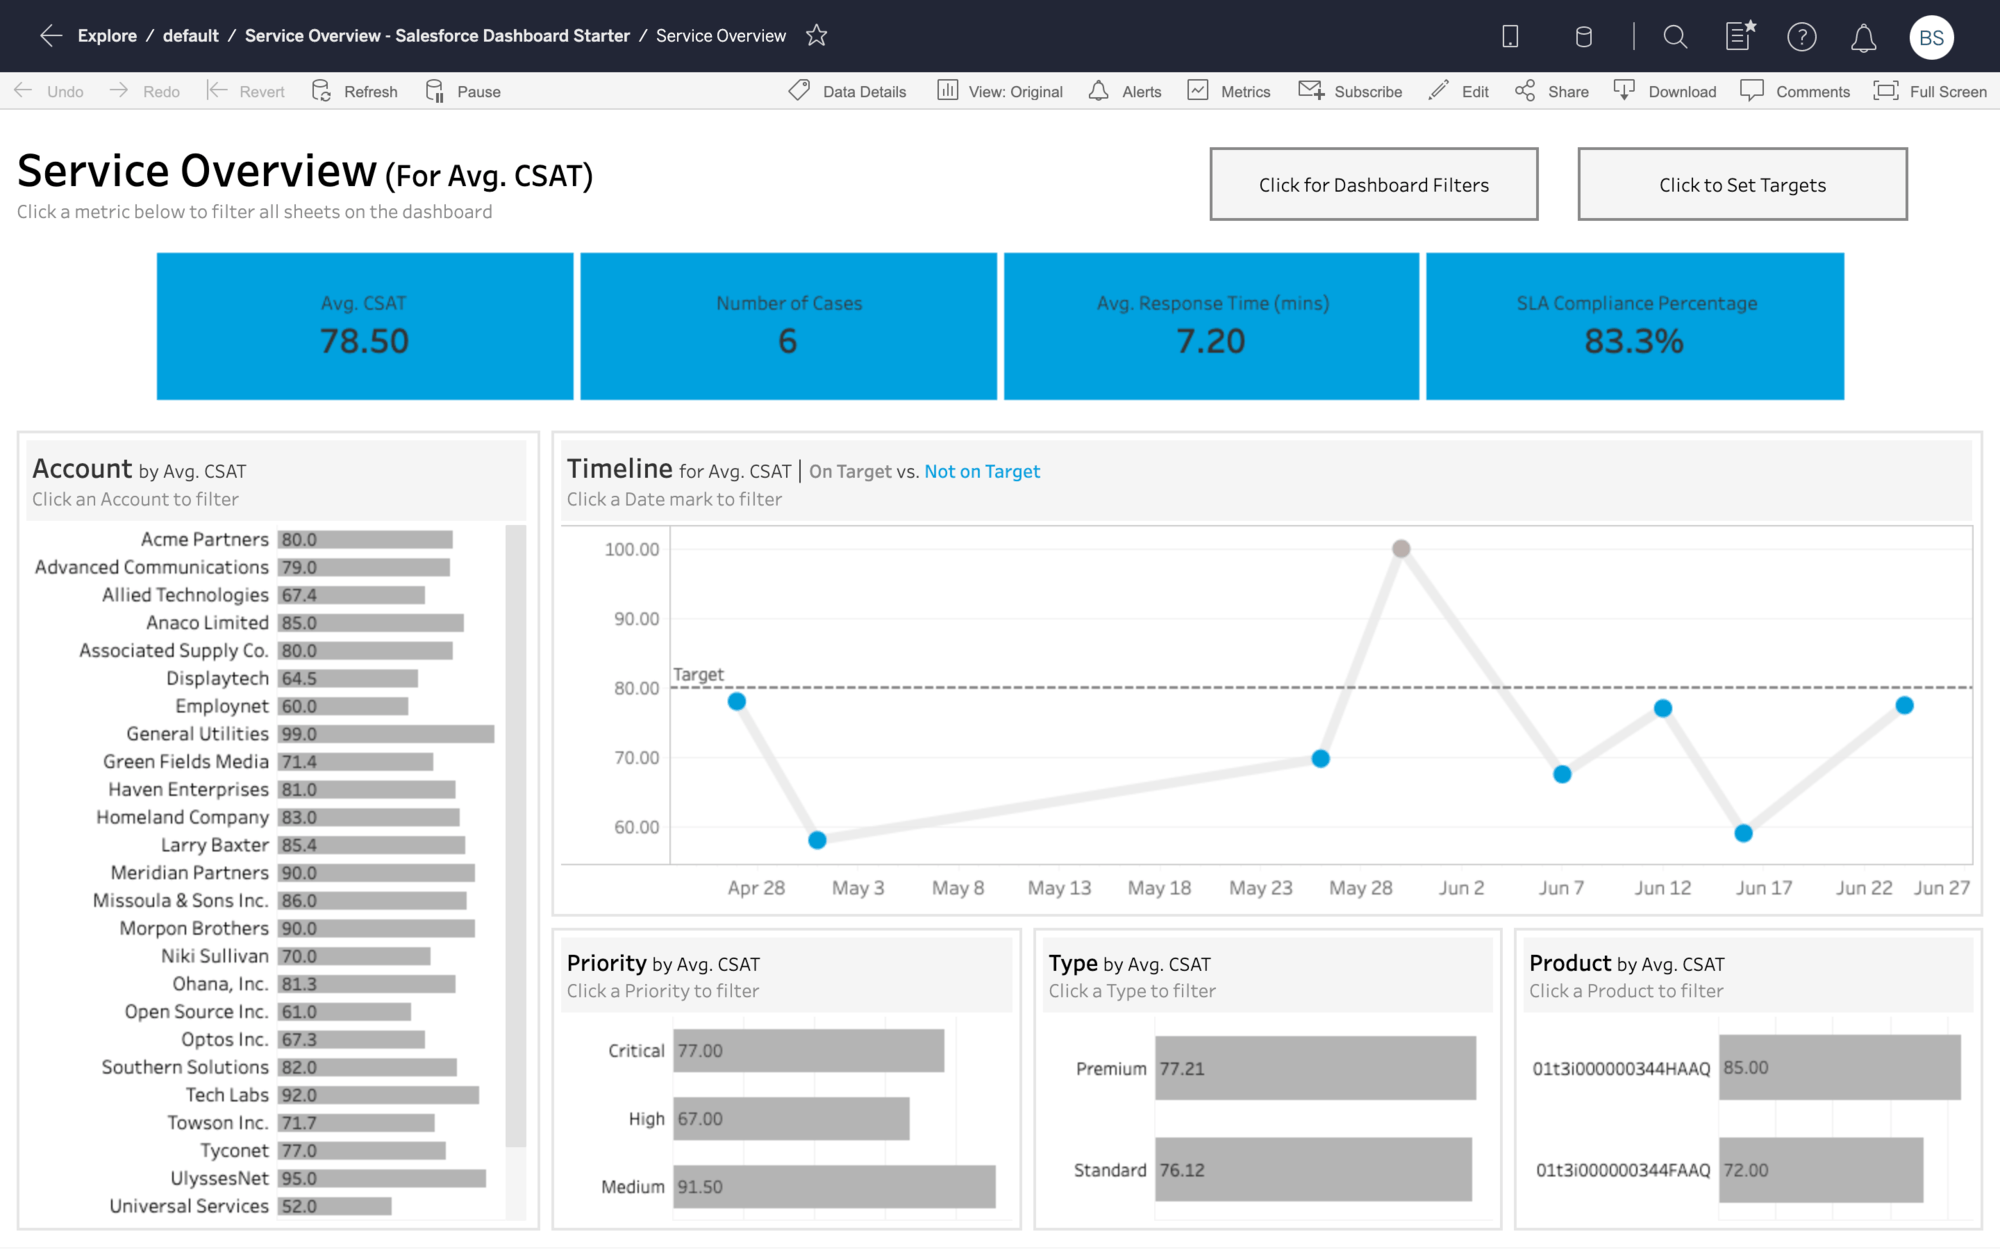 Explore / default / Service Overview - Salesforce Dashboard Starter / Service Overview
BS
Undo Redo Revert Refresh Pause Data Details View: Original Alerts Metrics Subscribe Edit Share Download Comments Full Screen
Service Overview (For Avg. CSAT)
Click a metric below to filter all sheets on the dashboard
Click for Dashboard Filters
Click to Set Targets
Avg. CSAT
78.50
Number of Cases
6
Avg. Response Time (mins)
7.20
SLA Compliance Percentage
83.3%
Account by Avg. CSAT
Click an Account to filter
Acme Partners 80.0
Advanced Communications 79.0
Allied Technologies 67.4
Anaco Limited 85.0
Associated Supply Co. 80.0
Displaytech 64.5
Employnet 60.0
General Utilities 99.0
Green Fields Media 71.4
Haven Enterprises 81.0
Homeland Company 83.0
Larry Baxter 85.4
Meridian Partners 90.0
Missoula & Sons Inc. 86.0
Morpon Brothers 90.0
Niki Sullivan 70.0
Ohana, Inc. 81.3
Open Source Inc. 61.0
Optos Inc. 67.3
Southern Solutions 82.0
Tech Labs 92.0
Towson Inc. 71.7
Tyconet 77.0
UlyssesNet 95.0
Universal Services 52.0
Timeline for Avg. CSAT | On Target vs. Not on Target
Click a Date mark to filter
100.00
90.00
Target
80.00
70.00
60.00
Apr 28 May 3 May 8 May 13 May 18 May 23 May 28 Jun 2 Jun 7 Jun 12 Jun 17 Jun 22 Jun 27
Priority by Avg. CSAT
Click a Priority to filter
Critical 77.00
High 67.00
Medium 91.50
Type by Avg. CSAT
Click a Type to filter
Premium 77.21
Standard 76.12
Product by Avg. CSAT
Click a Product to filter
01t3i000000344HAAQ 85.00
01t3i000000344FAAQ 72.00